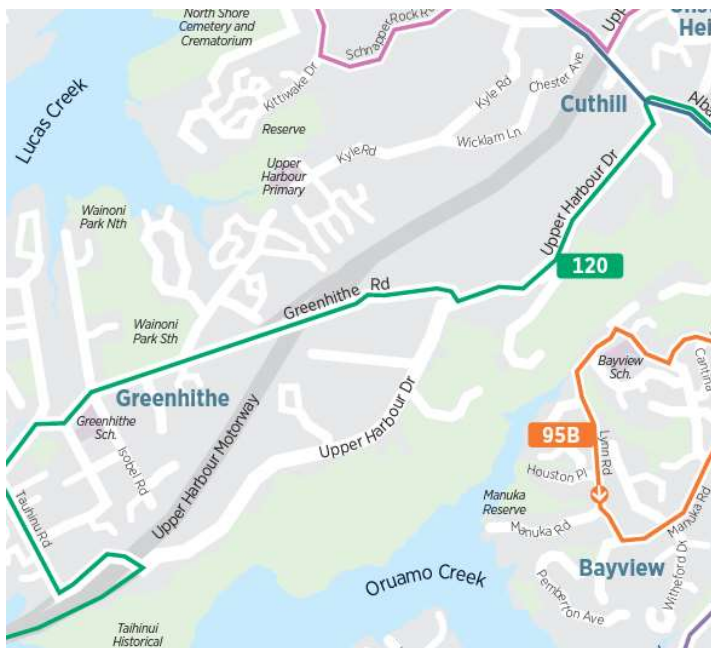 North Shore
Cemetery and
Crematorium
Schnapper Rock Rd
Upp
Hei
Lucas Creek
Kittiwake Dr
Kyle Rd
Chester Ave
Cuthill
Alba
Reserve
Wicklam Ln
Kyle Rd
Upper
Harbour
Primary
Wainoni
Park Nth
Upper Harbour Dr
120
Greenhithe Rd
Wainoni
Park Sth
Bayview
Sch.
Cantina
Greenhithe
Greenhithe
Sch.
Upper Harbour Dr
95B
Lynn Rd
Isobel Rd
Upper Harbour Motorway
Houston Pl
Manuka
Reserve
Tauhinu Rd
Manuka Rd
Manuka Rd
Oruamo Creek
Bayview
Witheford Dr
Pemberton Ave
Taihinui
Historical